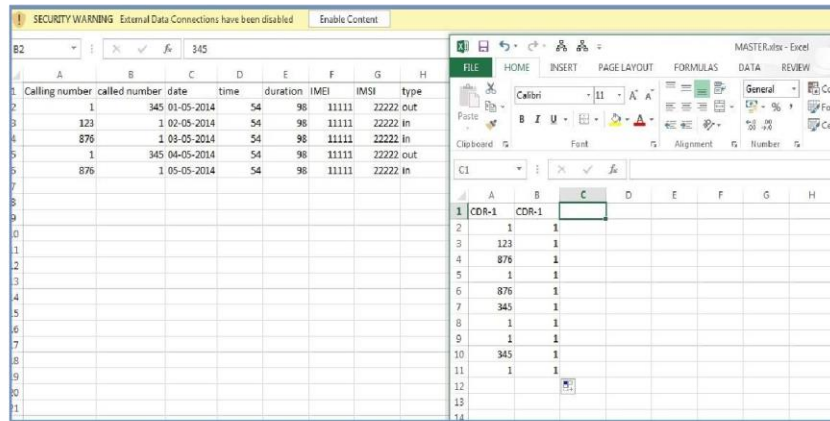 SECURITY WARNING External Data Connections have been disabled Enable Content
B2 345
A B C D E F G H
1 Calling number called number date time duration IMEI IMSI type
2 1 345 01-05-2014 54 98 11111 22222 out
3 123 1 02-05-2014 54 98 11111 22222 in
4 876 1 03-05-2014 54 98 11111 22222 in
5 1 345 04-05-2014 54 98 11111 22222 out
6 876 1 05-05-2014 54 98 11111 22222 in
7
8
9
10
11
12
13
14
15
16
17
18
19
20
21
MASTER.xlsx - Excel
FILE HOME INSERT PAGE LAYOUT FORMULAS DATA REVIEW
Paste
Calibri 11 A A
B I U A
General
% ,
Clipboard Font Alignment Number
C1
A B C D E F G H
1 CDR-1 CDR-1
2 1 1
3 123 1
4 876 1
5 1 1
6 876 1
7 345 1
8 1 1
9 1 1
10 345 1
11 1 1
12
13
14